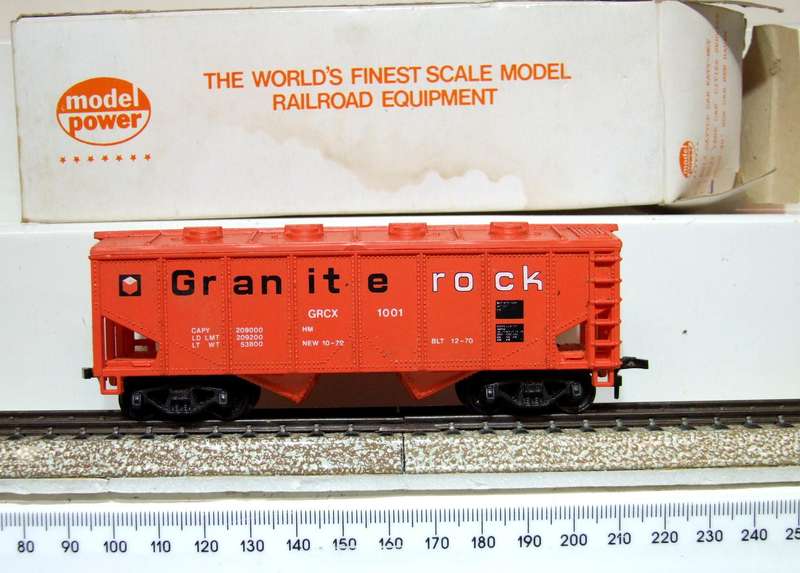 model
power
THE WORLD'S FINEST SCALE MODEL
RAILROAD EQUIPMENT
model
power
Granite rock
GRCX 1001
CAPY 209000 HM
LD LMT 209200
LT WT 53800 NEW 10-70 BLT 12-70
80 90 100 110 120 130 140 150 160 170 180 190 200 210 220 230 240